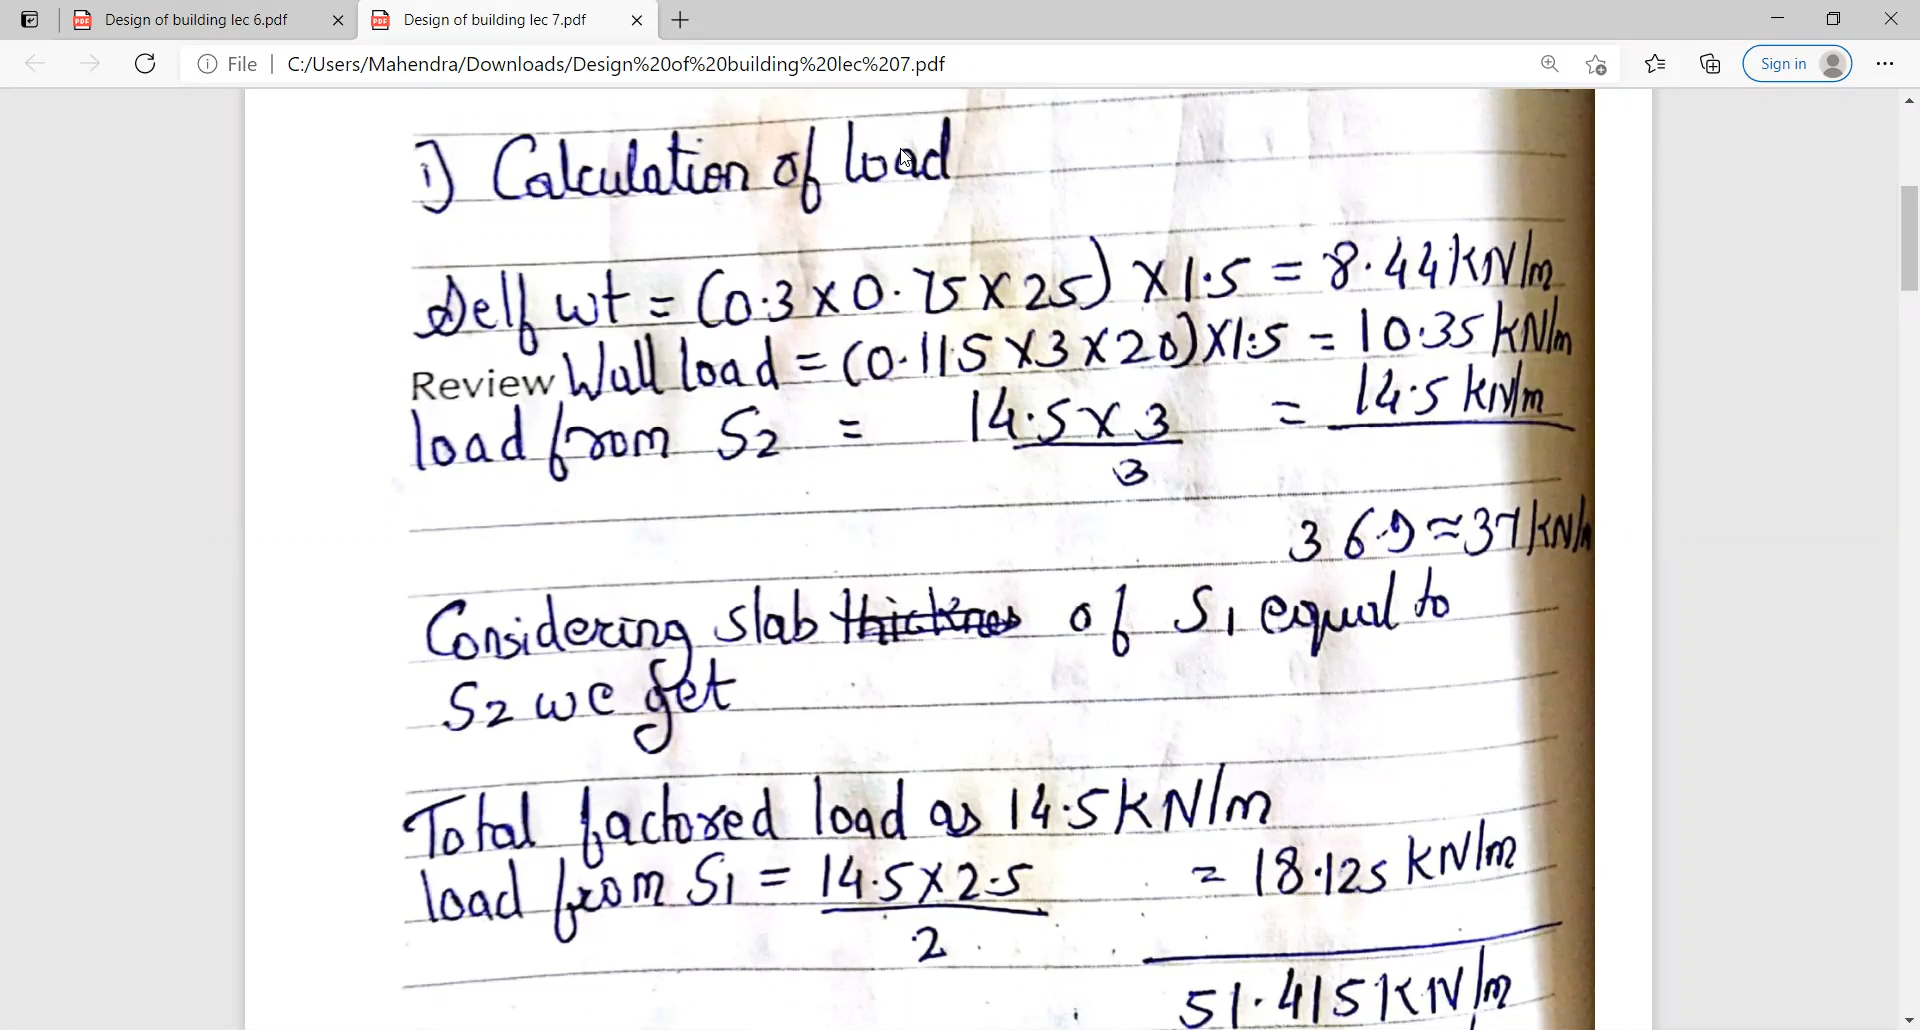 Design of building lec 6.pdf
Design of building lec 7.pdf
File
C:/Users/Mahendra/Downloads/Design%20of%20building%20lec%207.pdf
Sign in
i) Calculation of load
Self wt = (0.3 x 0.75 x 25) x 1.5 = 8.44 kN/m
Review Wall load = (0.115 x 3 x 20) x 1.5 = 10.35 kN/m
load from S2 = 14.5 x 3 / 3 = 14.5 kN/m
36.9 ≈ 37 kN/m
Considering slab thickness of S1 equal to
S2 we get
Total factored load as 14.5 kN/m
load from S1 = 14.5 x 2.5 / 2 = 18.125 kN/m
51.415 kN/m